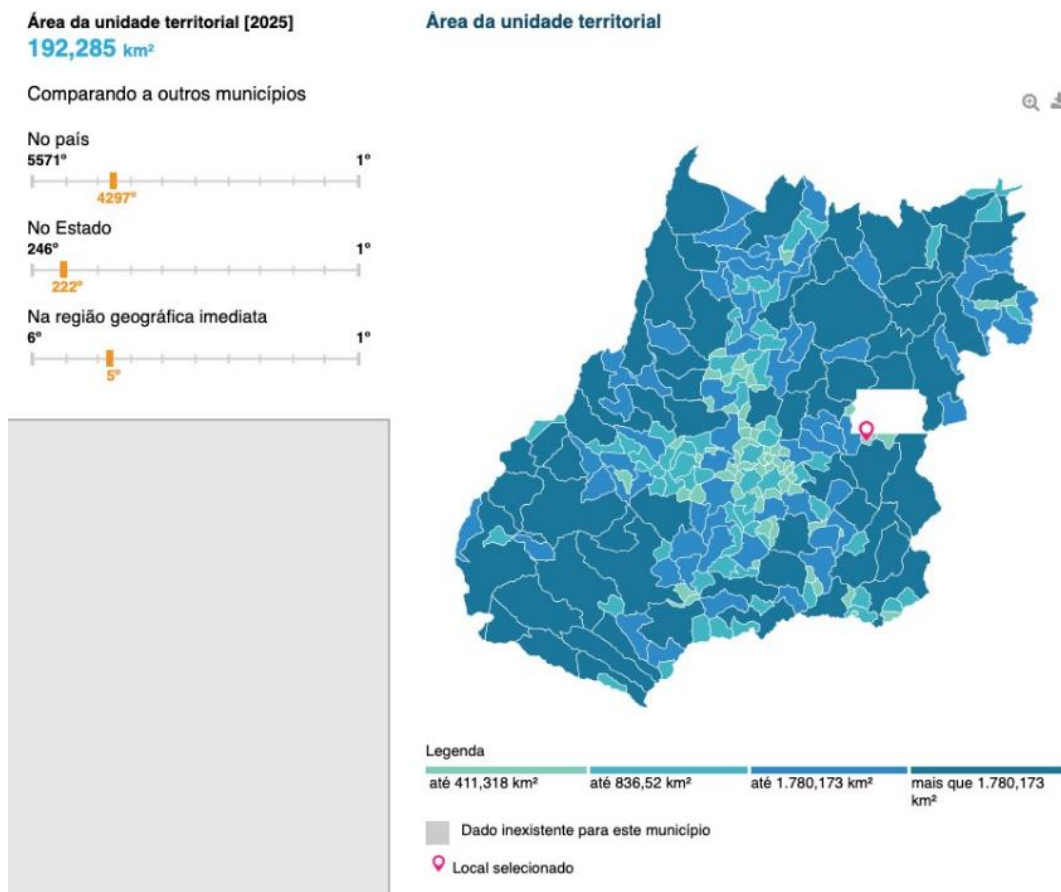 Área da unidade territorial [2025]
192,285 km²
Comparando a outros municípios
No país
5571º 1º
4297º
No Estado
246º 1º
222º
Na região geográfica imediata
6º 1º
5º
Área da unidade territorial
Legenda
até 411,318 km² até 836,52 km² até 1.780,173 km² mais que 1.780,173
km²
Dado inexistente para este município
Local selecionado